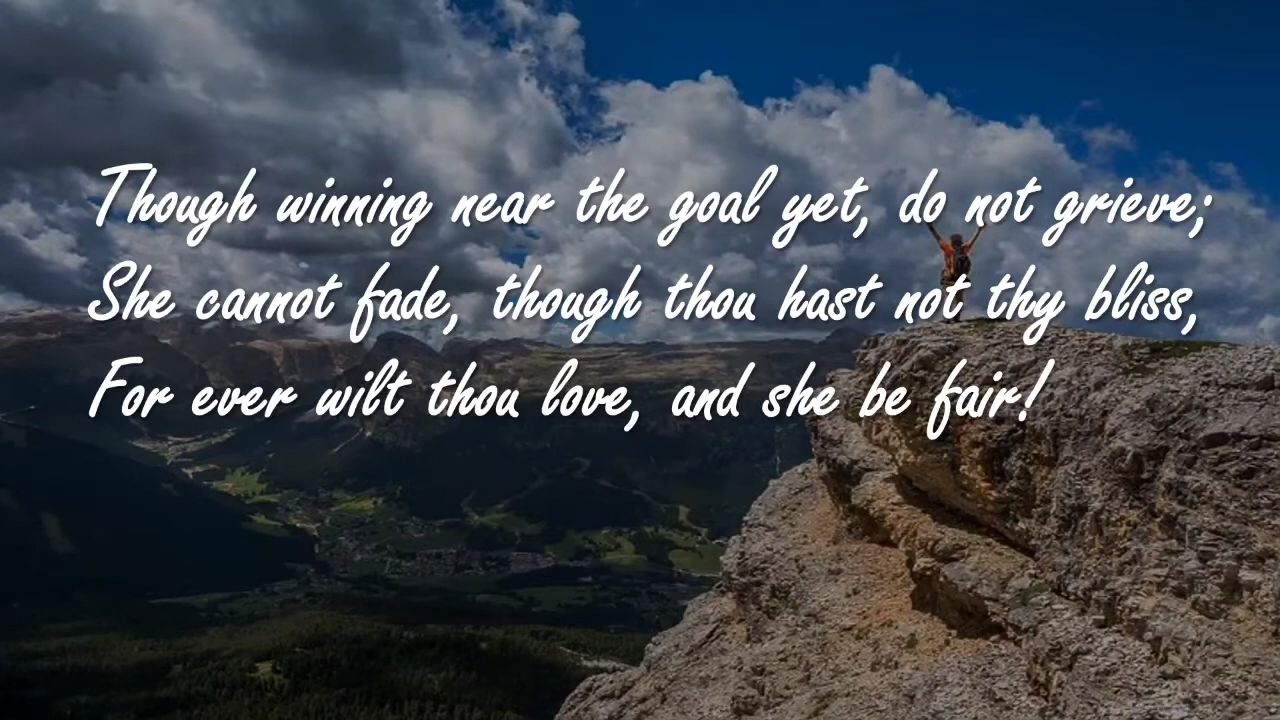 Though winning near the goal yet, do not grieve;
She cannot fade, though thou hast not thy bliss,
For ever wilt thou love, and she be fair!